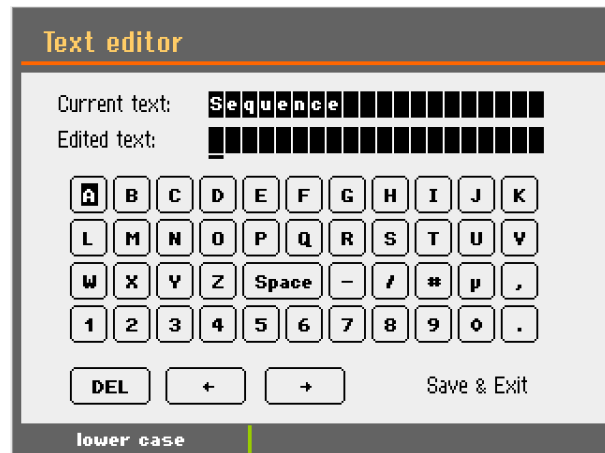 Text editor
Current text: Sequence
Edited text:
A B C D E F G H I J K
L M N O P Q R S T U V
W X Y Z Space - / # µ ,
1 2 3 4 5 6 7 8 9 0 .
DEL ← → Save & Exit
lower case